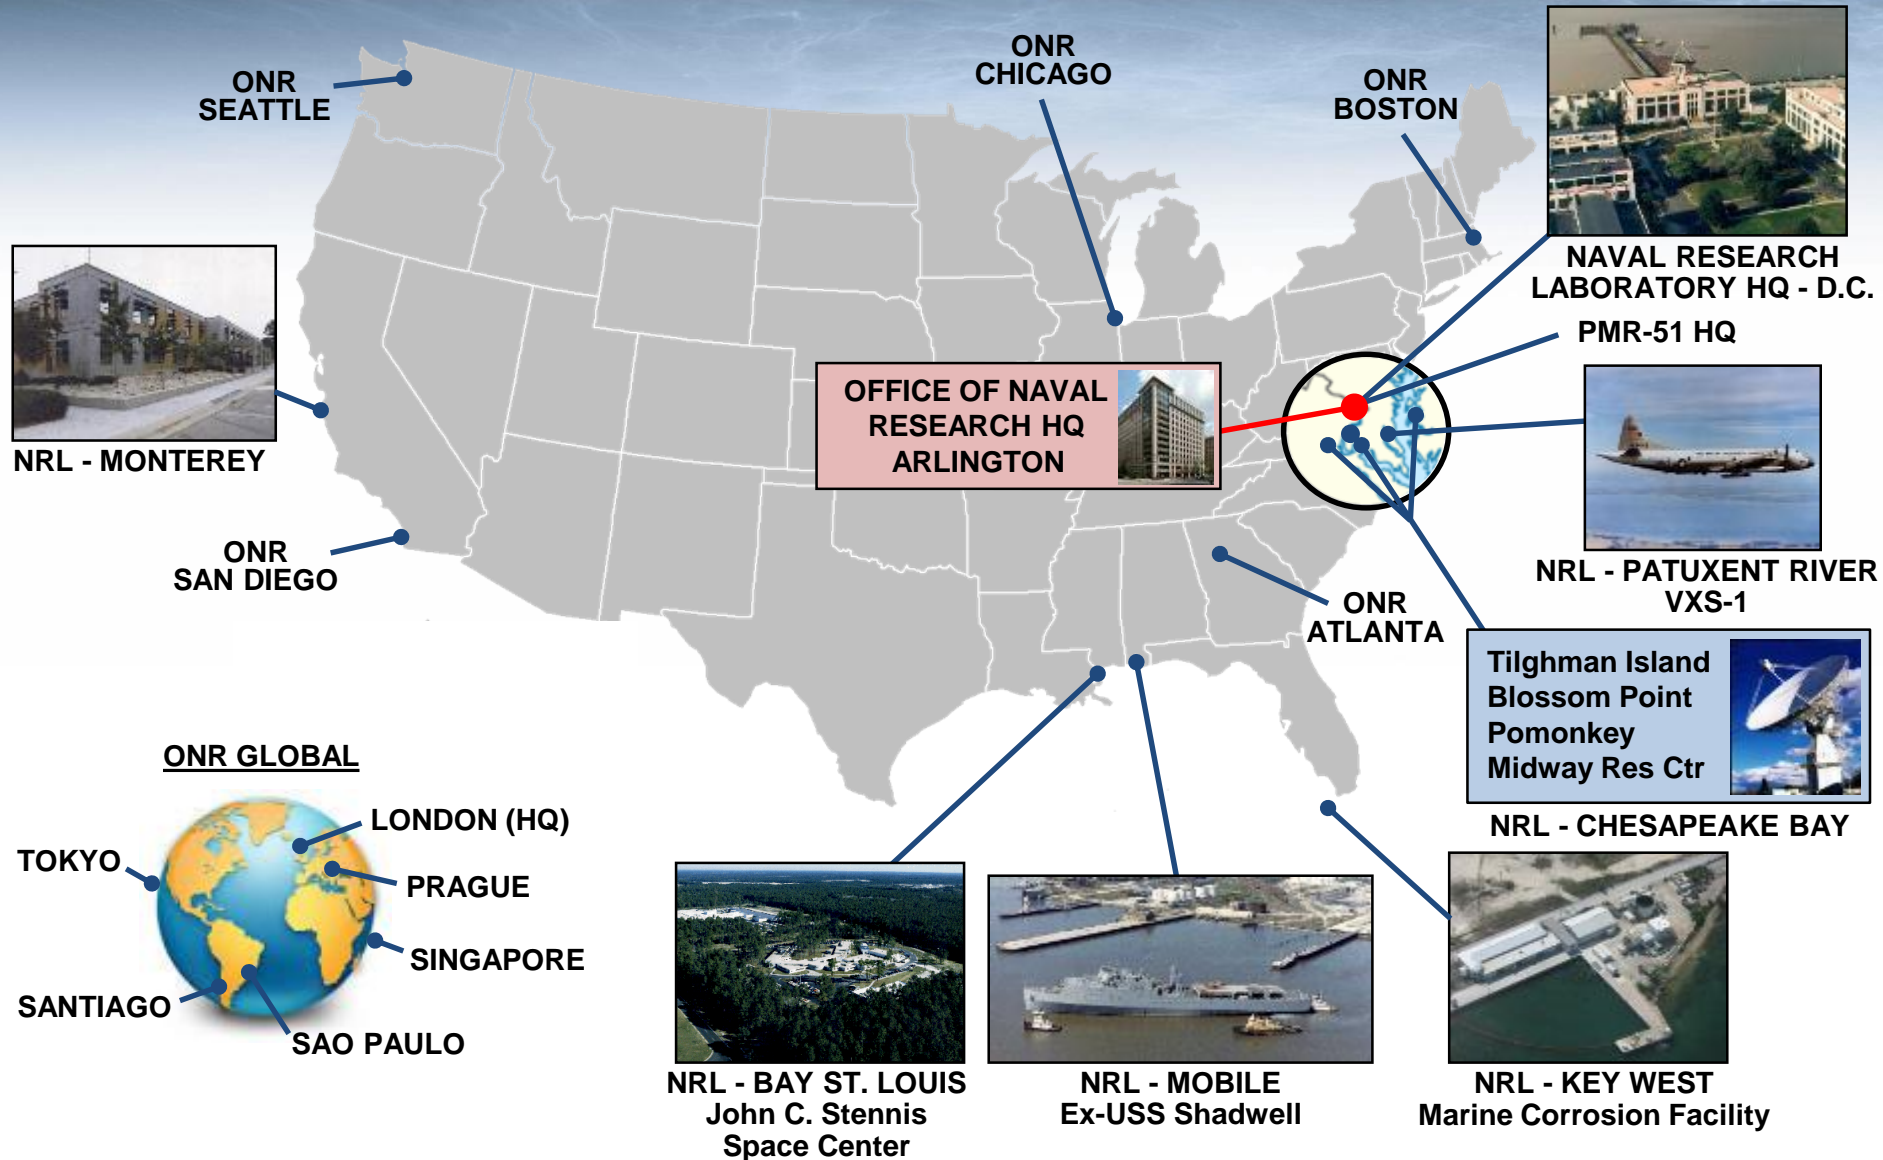 ONR
SEATTLE
ONR
CHICAGO
ONR
BOSTON
NAVAL RESEARCH
LABORATORY HQ - D.C.
PMR-51 HQ
OFFICE OF NAVAL
RESEARCH HQ
ARLINGTON
NRL - MONTEREY
ONR
SAN DIEGO
NRL - PATUXENT RIVER
VXS-1
ONR
ATLANTA
Tilghman Island
Blossom Point
Pomonkey
Midway Res Ctr
NRL - CHESAPEAKE BAY
ONR GLOBAL
LONDON (HQ)
TOKYO
PRAGUE
SINGAPORE
SANTIAGO
SAO PAULO
NRL - BAY ST. LOUIS
John C. Stennis
Space Center
NRL - MOBILE
Ex-USS Shadwell
NRL - KEY WEST
Marine Corrosion Facility